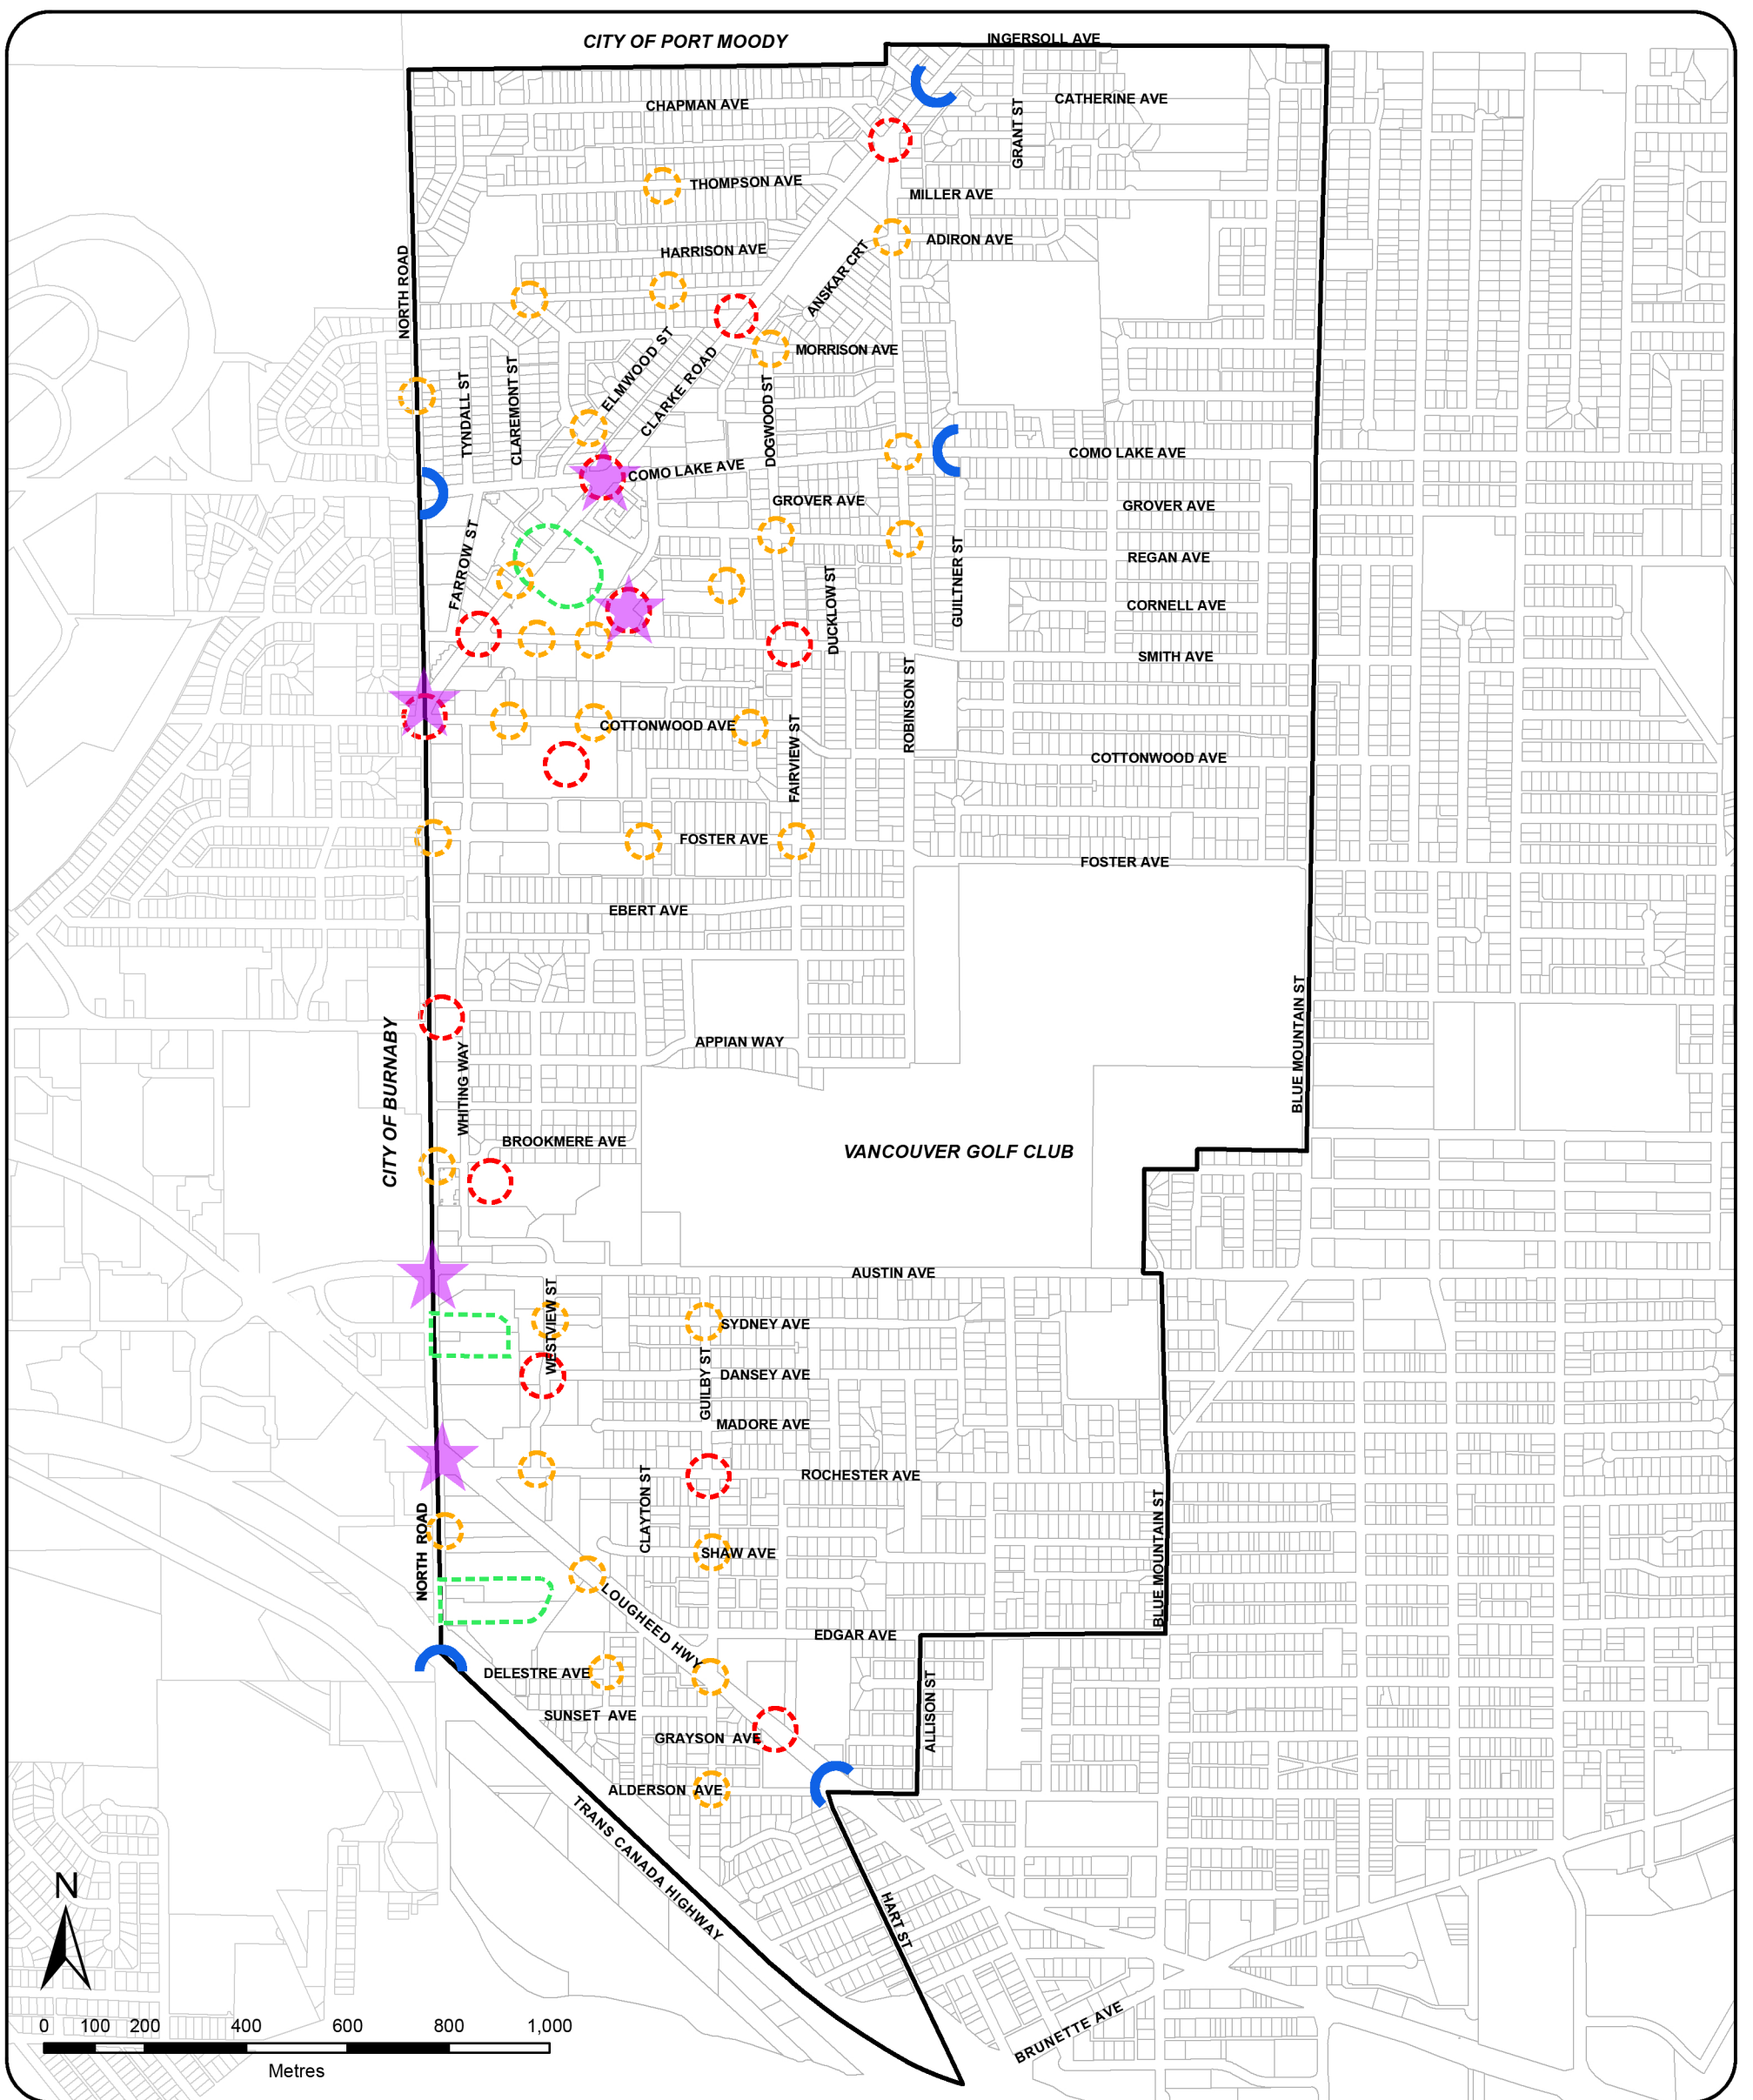 CITY OF PORT MOODY
INGERSOLL AVE
CHAPMAN AVE
CATHERINE AVE
GRANT ST
THOMPSON AVE
MILLER AVE
HARRISON AVE
ADIRON AVE
NORTH ROAD
ANSKAR CRT
ELMWOOD ST
MORRISON AVE
CLARKE ROAD
TYNDALL ST
CLAREMONT ST
DOGWOOD ST
COMO LAKE AVE
COMO LAKE AVE
GROVER AVE
GROVER AVE
FARROW ST
REGAN AVE
GUILTNER ST
DUCKLOW ST
CORNELL AVE
SMITH AVE
ROBINSON ST
COTTONWOOD AVE
FAIRVIEW ST
COTTONWOOD AVE
FOSTER AVE
FOSTER AVE
EBERT AVE
BLUE MOUNTAIN ST
APPIAN WAY
CITY OF BURNABY
WHITING WAY
BROOKMERE AVE
VANCOUVER GOLF CLUB
AUSTIN AVE
WESTVIEW ST
SYDNEY AVE
GUILBY ST
DANSEY AVE
MADORE AVE
ROCHESTER AVE
CLAYTON ST
NORTH ROAD
SHAW AVE
BLUE MOUNTAIN ST
LOUGHEED HWY
EDGAR AVE
DELESTRE AVE
ALLISON ST
SUNSET AVE
GRAYSON AVE
ALDERSON AVE
TRANS CANADA HIGHWAY
HART ST
BRUNETTE AVE
N
0 100 200 400 600 800 1,000
Metres